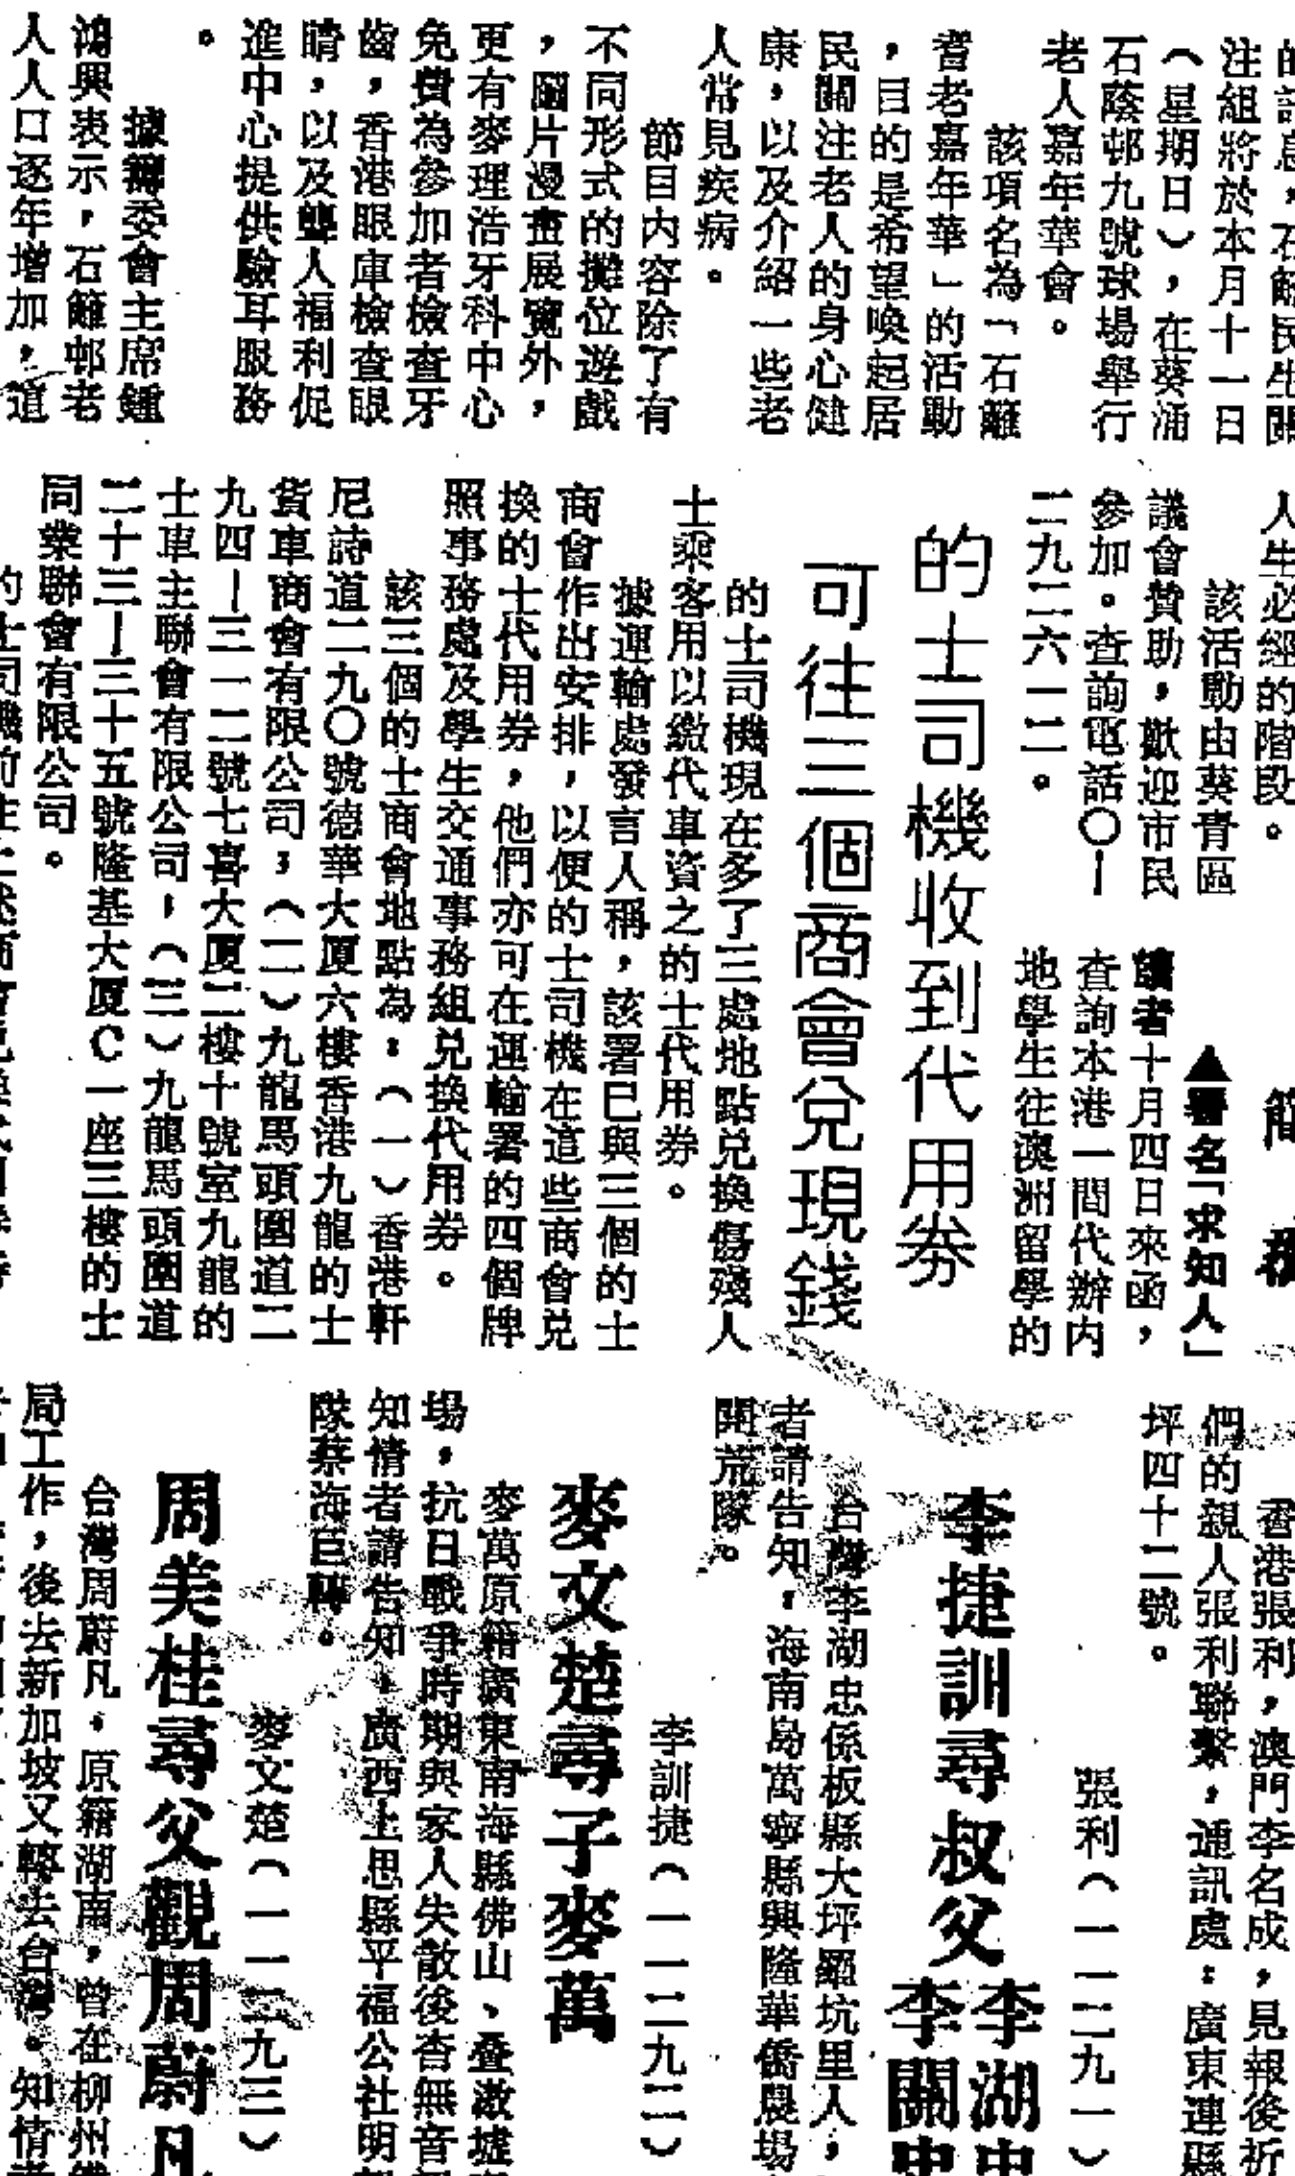 的訊息，石籬民生關
注組將於本月十一日
（星期日），在葵涌
石蔭邨九號球場舉行
老人嘉年華會。
該項名為「石籬
耆老嘉年華」的活動
，目的是希望喚起居
民關注老人的身心健
康，以及介紹一些老
人常見疾病。
節目內容除了有
不同形式的攤位遊戲
，圖片漫畫展覽外，
更有麥理浩牙科中心
免費為參加者檢查牙
齒，香港眼庫檢查眼
睛，以及聾人福利促
進中心提供驗耳服務
。
據籌委會主席鍾
鴻興表示，石籬邨老
人人口逐年增加，道
人生必經的階段。
該活動由葵青區
議會贊助，歡迎市民
參加。查詢電話〇—
二九二六一二。
的士司機收到代用券
可往三個商會兌現錢
的士司機現在多了三處地點兌換傷殘人
士乘客用以繳代車資之的士代用券。
據運輸處發言人稱，該署已與三個的士
商會作出安排，以便的士司機在這些商會兌
換的士代用券，他們亦可在運輸署的四個牌
照事務處及學生交通事務組兌換代用券。
該三個的士商會地點為：（一）香港軒
尼詩道二九〇號德華大厦六樓香港九龍的士
貨車商會有限公司；（二）九龍馬頭圍道二
九四—三一二號七喜大厦二樓十號室九龍的
士車主聯會有限公司，（三）九龍馬頭圍道
二十三—三十五號隆基大厦C一座三樓的士
同業聯會有限公司。
簡
▲署名「求知人」
讀者十月四日來函，
查詢本港一間代辦內
地學生往澳洲留學的
香港張利，澳門李名成，見報後祈
們的親人張利聯繫，通訊處：廣東連縣
坪四十二號。
張利（一一二九一）
李捷訓尋叔父李湖忠
李關忠
台灣李湖忠係板縣大坪羅坑里人，
者請告知，海南島萬寧縣興隆華僑農場
開荒隊。
李訓捷（一一二九二）
麥文楚尋子麥萬
麥萬原籍廣東南海縣佛山、叠滘墟
場，抗日戰爭時期與家人失散後杳無音
知情者請告知，廣西上思縣平福公社明
隊蔡海巨轉。
麥文楚（一一二九三）
周美桂尋父親周蔚凡
台灣周蔚凡，原籍湖南，曾在柳州鐵
局工作，後去新加坡又轉去台灣。知情者